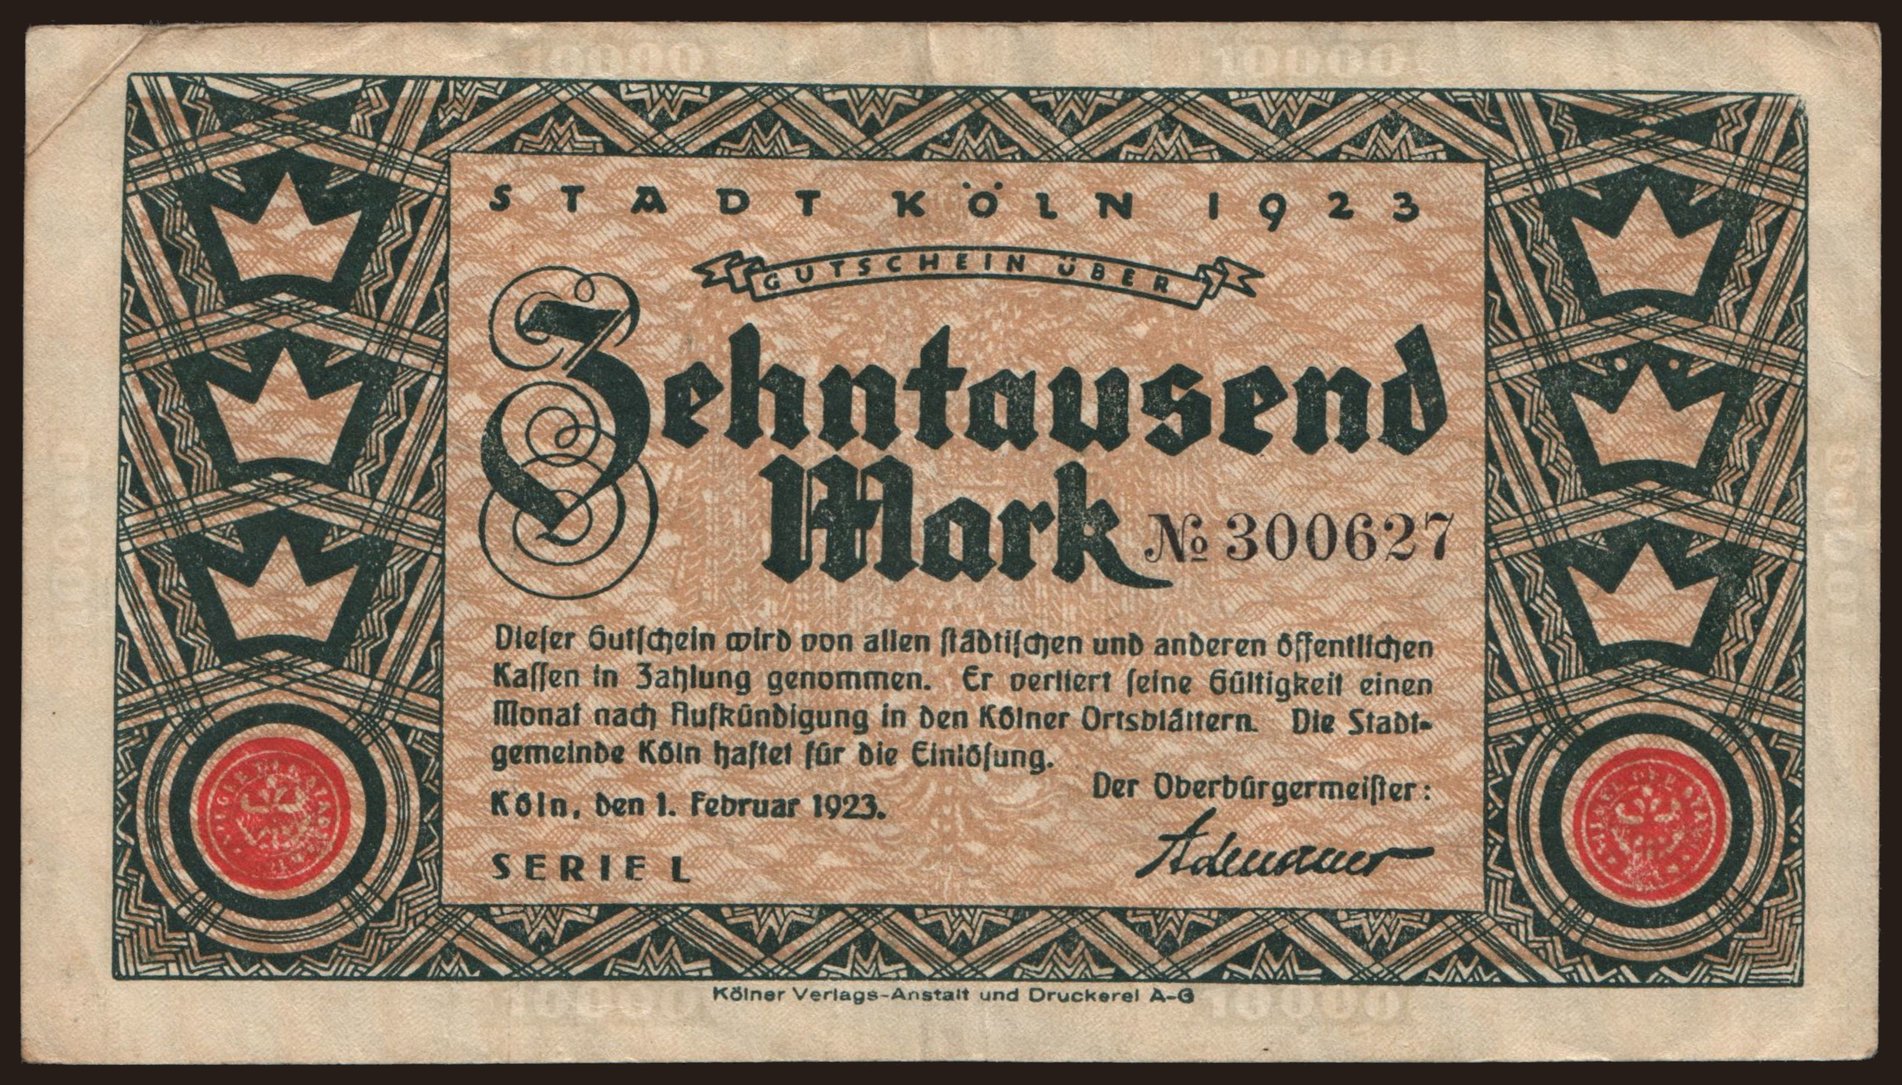 STADT KÖLN 1923
GUTSCHEIN ÜBER
Zehntausend
Mark
№ 300627
Dieser Gutschein wird von allen städtischen und anderen öffentlichen
Kassen in Zahlung genommen. Er verliert seine Gültigkeit einen
Monat nach Aufkündigung in den Kölner Ortsblättern. Die Stadt-
gemeinde Köln haftet für die Einlösung.
Köln, den 1. Februar 1923.
Der Oberbürgermeister:
Adenauer
SERIE L
Kölner Verlags-Anstalt und Druckerei A-G